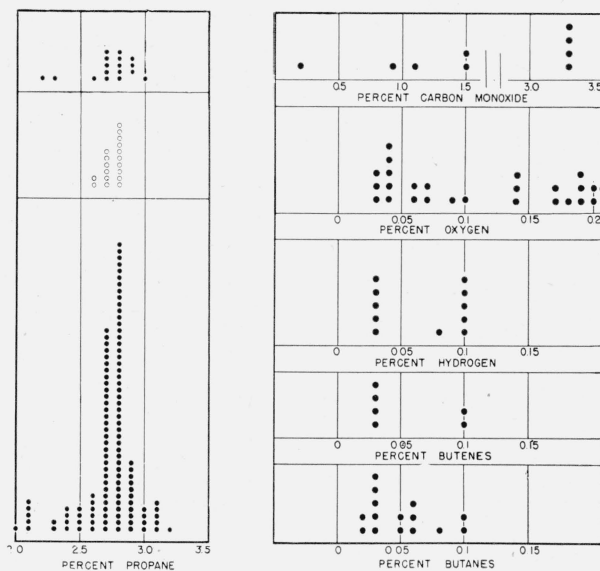 2.0 2.5 3.0 3.5
PERCENT PROPANE
0.5 1.0 1.5 3.0 3.5
PERCENT CARBON MONOXIDE
0 0.05 0.1 0.15
PERCENT OXYGEN
0 0.05 0.1 0.15
PERCENT HYDROGEN
0 0.05 0.1 0.15
PERCENT BUTENES
0 0.05 0.1 0.15
PERCENT BUTANES